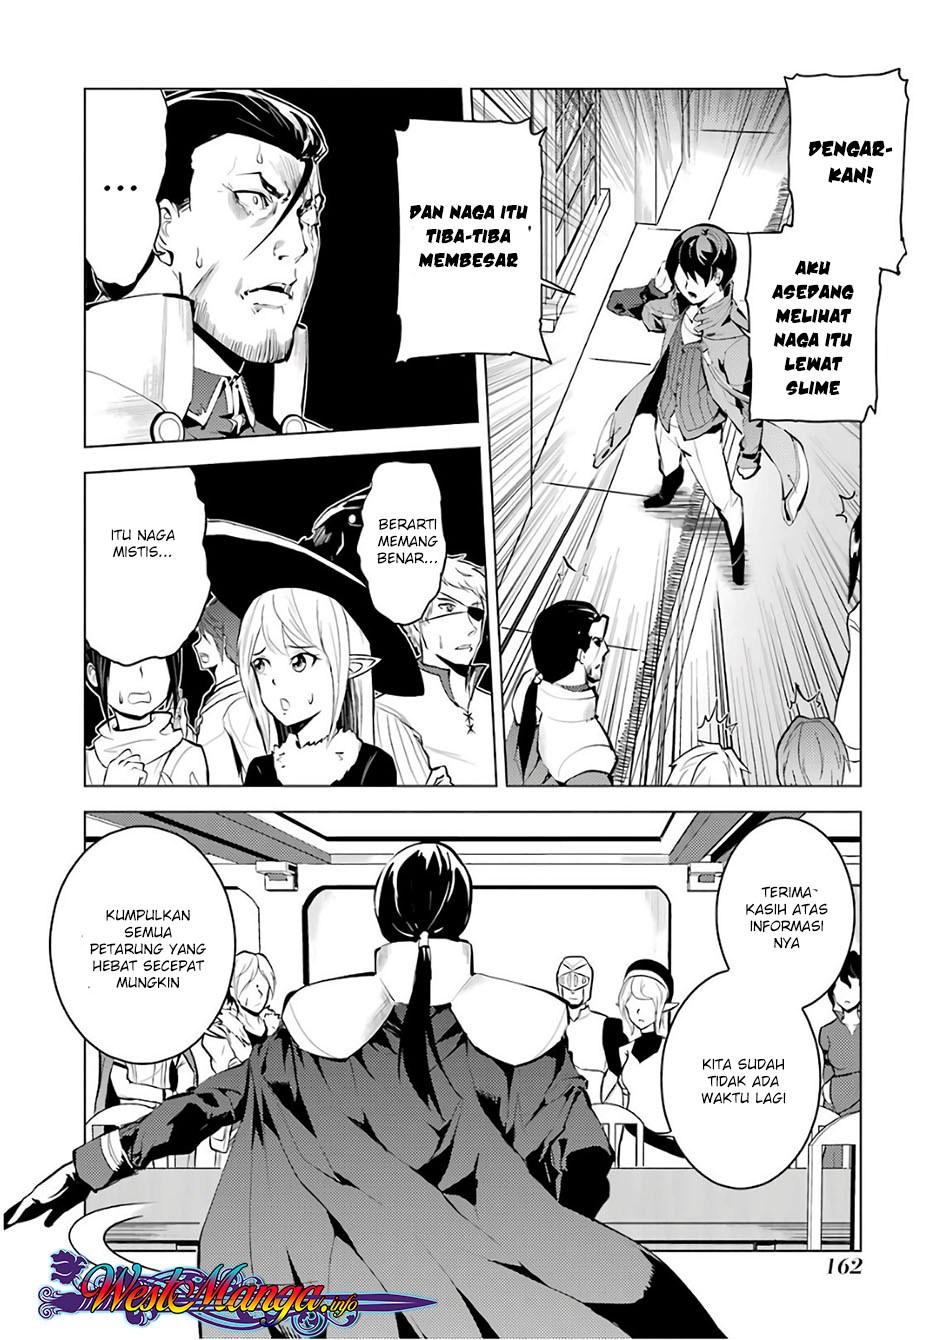 DENGAR-
KAN!
AKU
ASEDANG
MELIHAT
NAGA ITU
LEWAT
SLIME
DAN NAGA ITU
TIBA-TIBA
MEMBESAR
...
BERARTI
MEMANG
BENAR...
ITU NAGA
MISTIS...
TERIMA
KASIH ATAS
INFORMASI
NYA
KITA SUDAH
TIDAK ADA
WAKTU LAGI
KUMPULKAN
SEMUA
PETARUNG YANG
HEBAT SECEPAT
MUNGKIN
162
WestManga.info